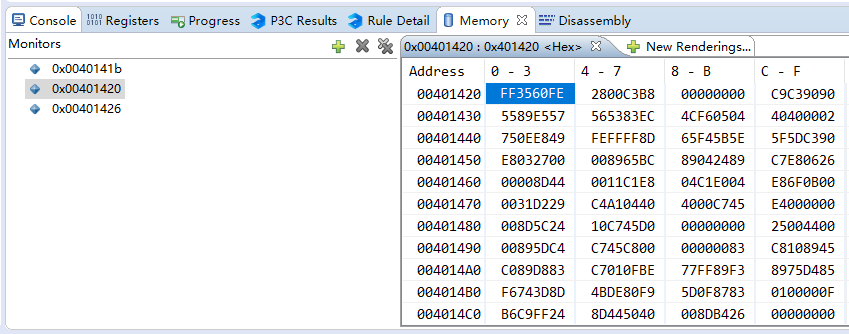 Console Registers Progress P3C Results Rule Detail Memory Disassembly
Monitors
0x0040141b
0x00401420
0x00401426
0x00401420 : 0x401420 <Hex> New Renderings...
Address 0 - 3 4 - 7 8 - B C - F
00401420 FF3560FE 2800C3B8 00000000 C9C39090
00401430 5589E557 565383EC 4CF60504 40400002
00401440 750EE849 FEFFFF8D 65F45B5E 5F5DC390
00401450 E8032700 008965BC 89042489 C7E80626
00401460 00008D44 0011C1E8 04C1E004 E86F0B00
00401470 0031D229 C4A10440 4000C745 E4000000
00401480 008D5C24 10C745D0 00000000 25004400
00401490 00895DC4 C745C800 00000083 C8108945
004014A0 C089D883 C7010FBE 77FF89F3 8975D485
004014B0 F6743D8D 4BDE80F9 5D0F8783 0100000F
004014C0 B6C9FF24 8D445040 008DB426 00000000